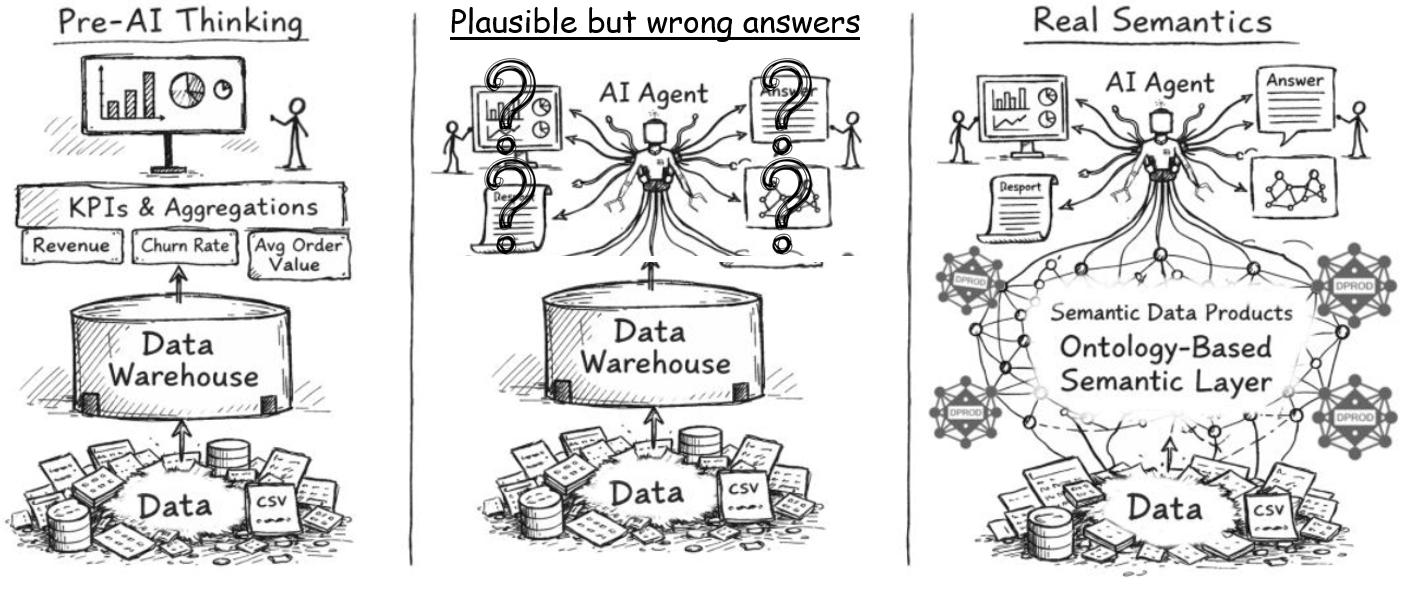 Pre-AI Thinking
KPIs & Aggregations
Revenue
Churn Rate
Avg Order
Value
Data
Warehouse
Data
CSV
Plausible but wrong answers
?
?
AI Agent
Answer
?
?
Data
Warehouse
Data
CSV
Real Semantics
AI Agent
Answer
Desport
DPROD
DPROD
Semantic Data Products
Ontology-Based
Semantic Layer
DPROD
DPROD
Data
CSV